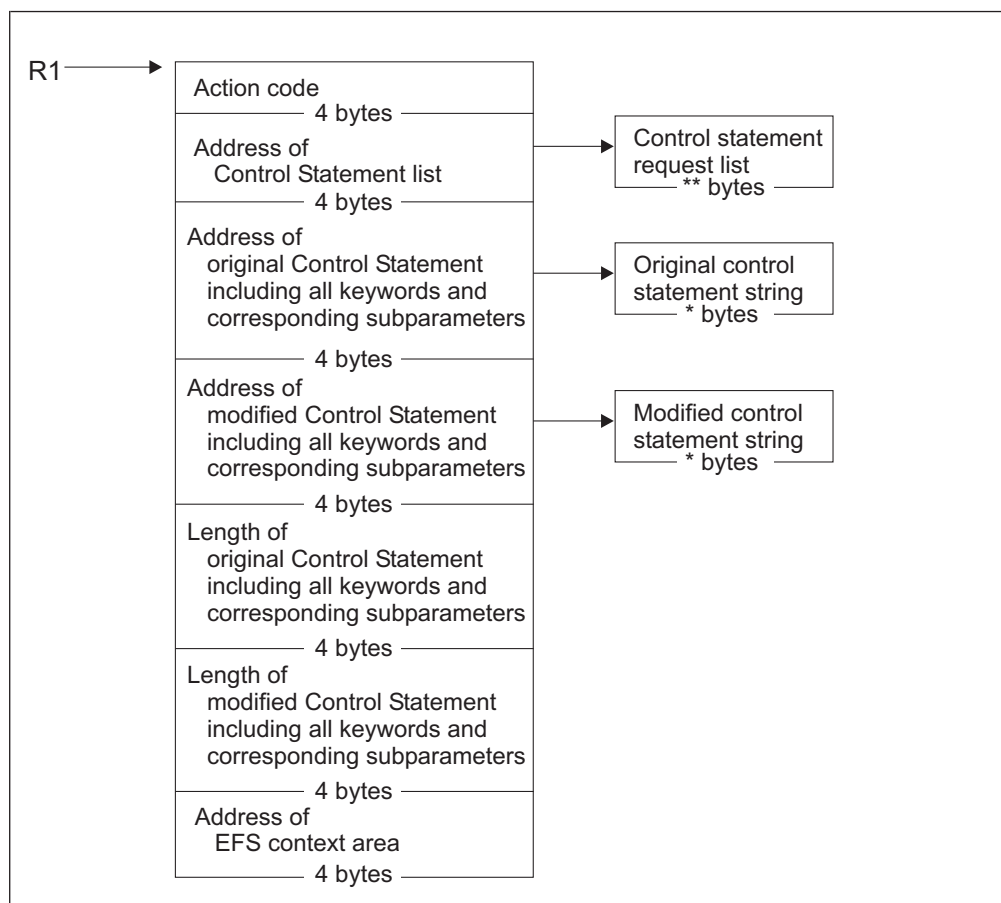 R1
Action code
4 bytes
Address of
Control Statement list
4 bytes
Control statement
request list
** bytes
Address of
original Control Statement
including all keywords and
corresponding subparameters
4 bytes
Original control
statement string
* bytes
Address of
modified Control Statement
including all keywords and
corresponding subparameters
4 bytes
Modified control
statement string
* bytes
Length of
original Control Statement
including all keywords and
corresponding subparameters
4 bytes
Length of
modified Control Statement
including all keywords and
corresponding subparameters
4 bytes
Address of
EFS context area
4 bytes